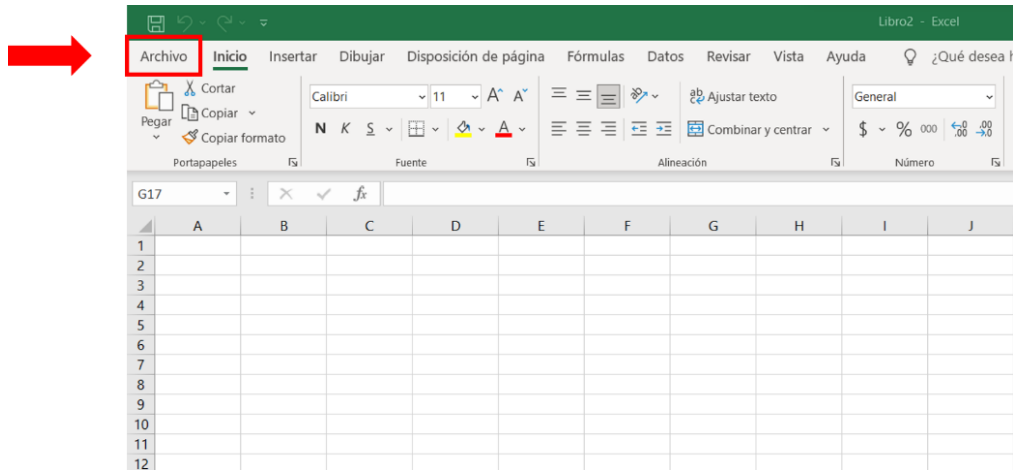 Libro2 - Excel
Archivo Inicio Insertar Dibujar Disposición de página Fórmulas Datos Revisar Vista Ayuda ¿Qué desea
Pegar
Cortar
Copiar
Copiar formato
Portapapeles
Calibri 11 A A
N K S A
Fuente
ab Ajustar texto
Combinar y centrar
Alineación
General
$ % 000 ,00
Número
G17 fx
A B C D E F G H I J
1
2
3
4
5
6
7
8
9
10
11
12